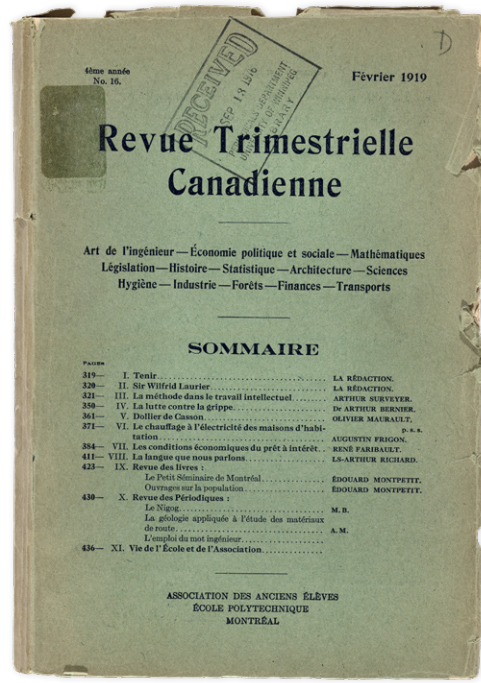 D
4ème année
No. 16.
Février 1919
RECEIVED
SEP 18 1976
DEPARTMENT
LIBRARY
Revue Trimestrielle
Canadienne
Art de l'ingénieur — Économie politique et sociale — Mathématiques
Législation — Histoire — Statistique — Architecture — Sciences
Hygiène — Industrie — Forêts — Finances — Transports
SOMMAIRE
Pages
319— I. Tenir LA RÉDACTION.
320— II. Sir Wilfrid Laurier LA RÉDACTION.
321— III. La méthode dans le travail intellectuel ARTHUR SURVEYER.
350— IV. La lutte contre la grippe Dr ARTHUR BERNIER.
361— V. Dollier de Casson OLIVIER MAURAULT,
p. s. s.
371— VI. Le chauffage à l'électricité des maisons d'habi-
tation AUGUSTIN FRIGON.
384— VII. Les conditions économiques du prêt à intérêt RENÉ FARIBAULT.
411— VIII. La langue que nous parlons LS-ARTHUR RICHARD.
423— IX. Revue des livres :
Le Petit Séminaire de Montréal ÉDOUARD MONTPETIT.
Ouvrages sur la population ÉDOUARD MONTPETIT.
430— X. Revue des Périodiques :
Le Nigog M. B.
La géologie appliquée à l'étude des matériaux
de route A. M.
L'emploi du mot ingénieur
436— XI. Vie de l'École et de l'Association
ASSOCIATION DES ANCIENS ÉLÈVES
ÉCOLE POLYTECHNIQUE
MONTRÉAL